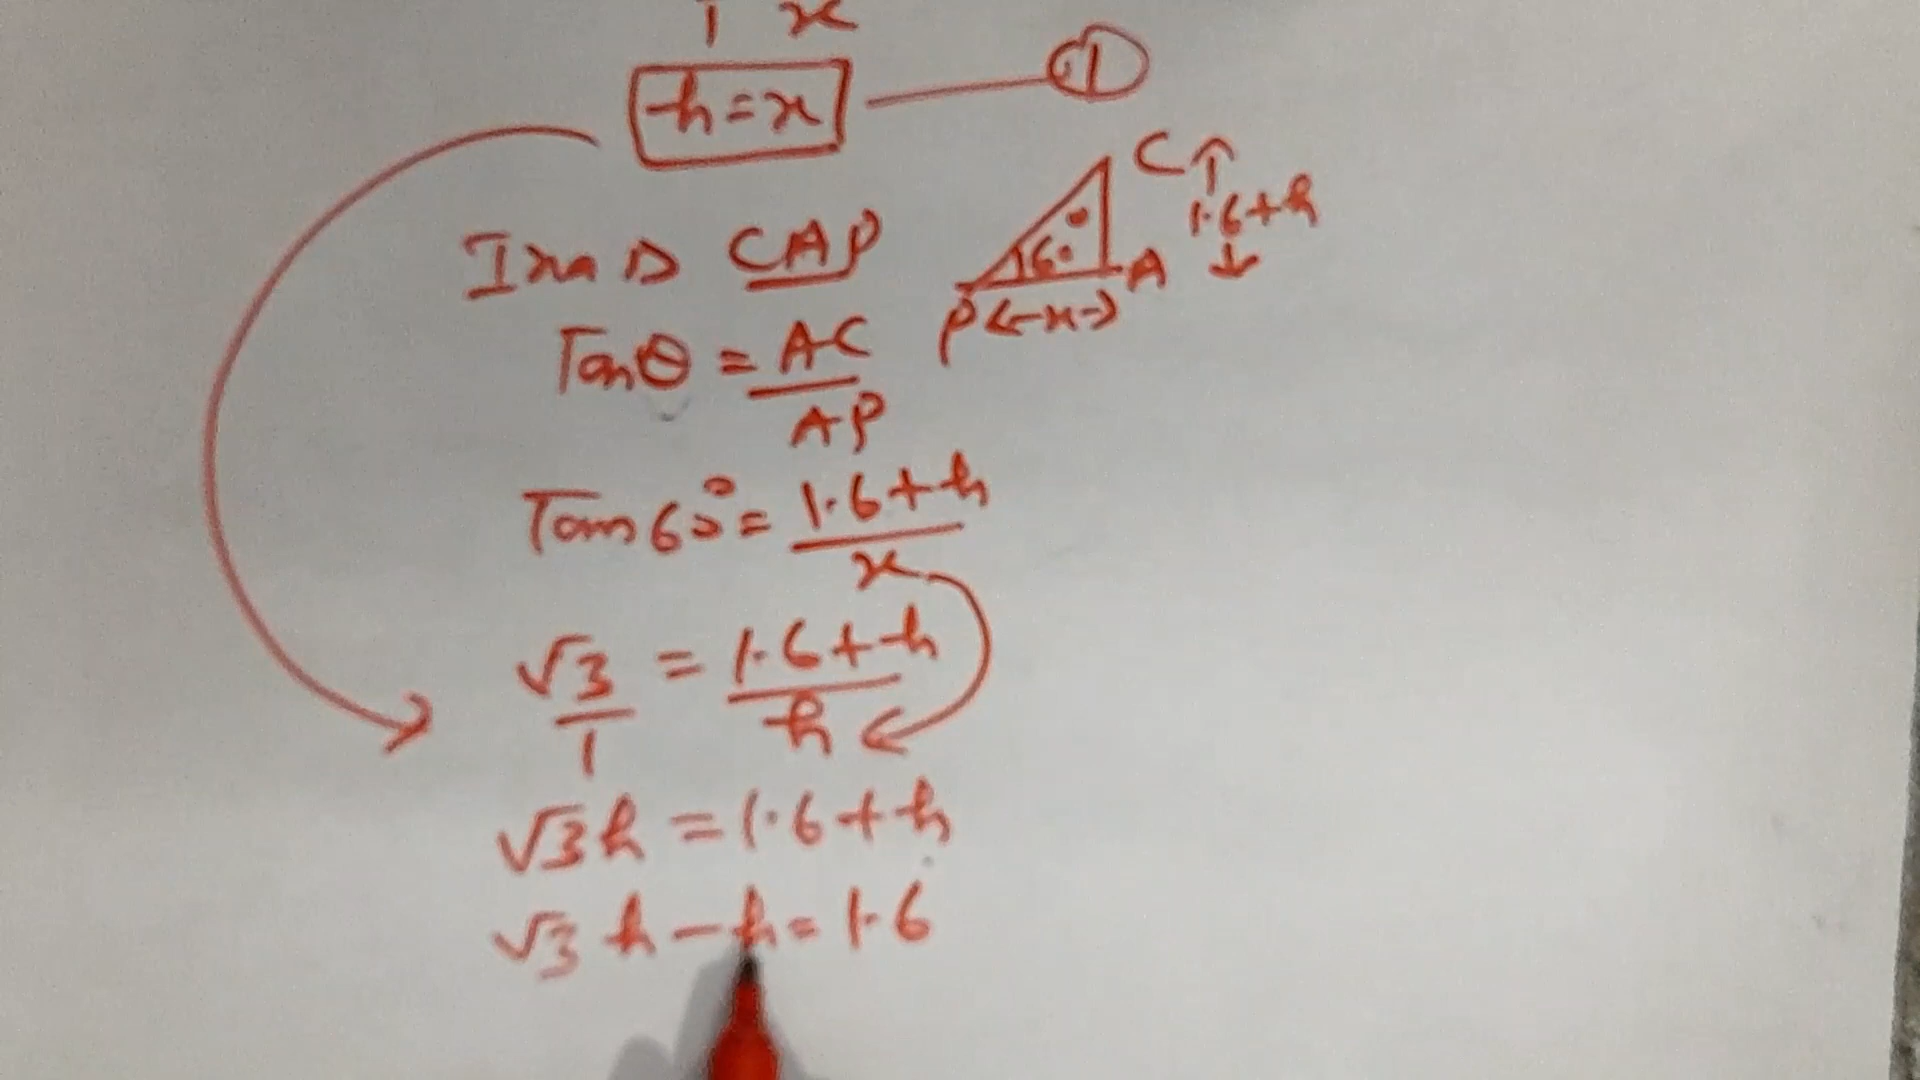 1 x
h=x 1
C
1.6+h
In a △ CAP
60°
A
P x
Tanθ = AC/AP
Tan60°= 1.6+h/x
√3/1 = 1.6+h/h
√3h = 1.6+h
√3 h - h = 1.6